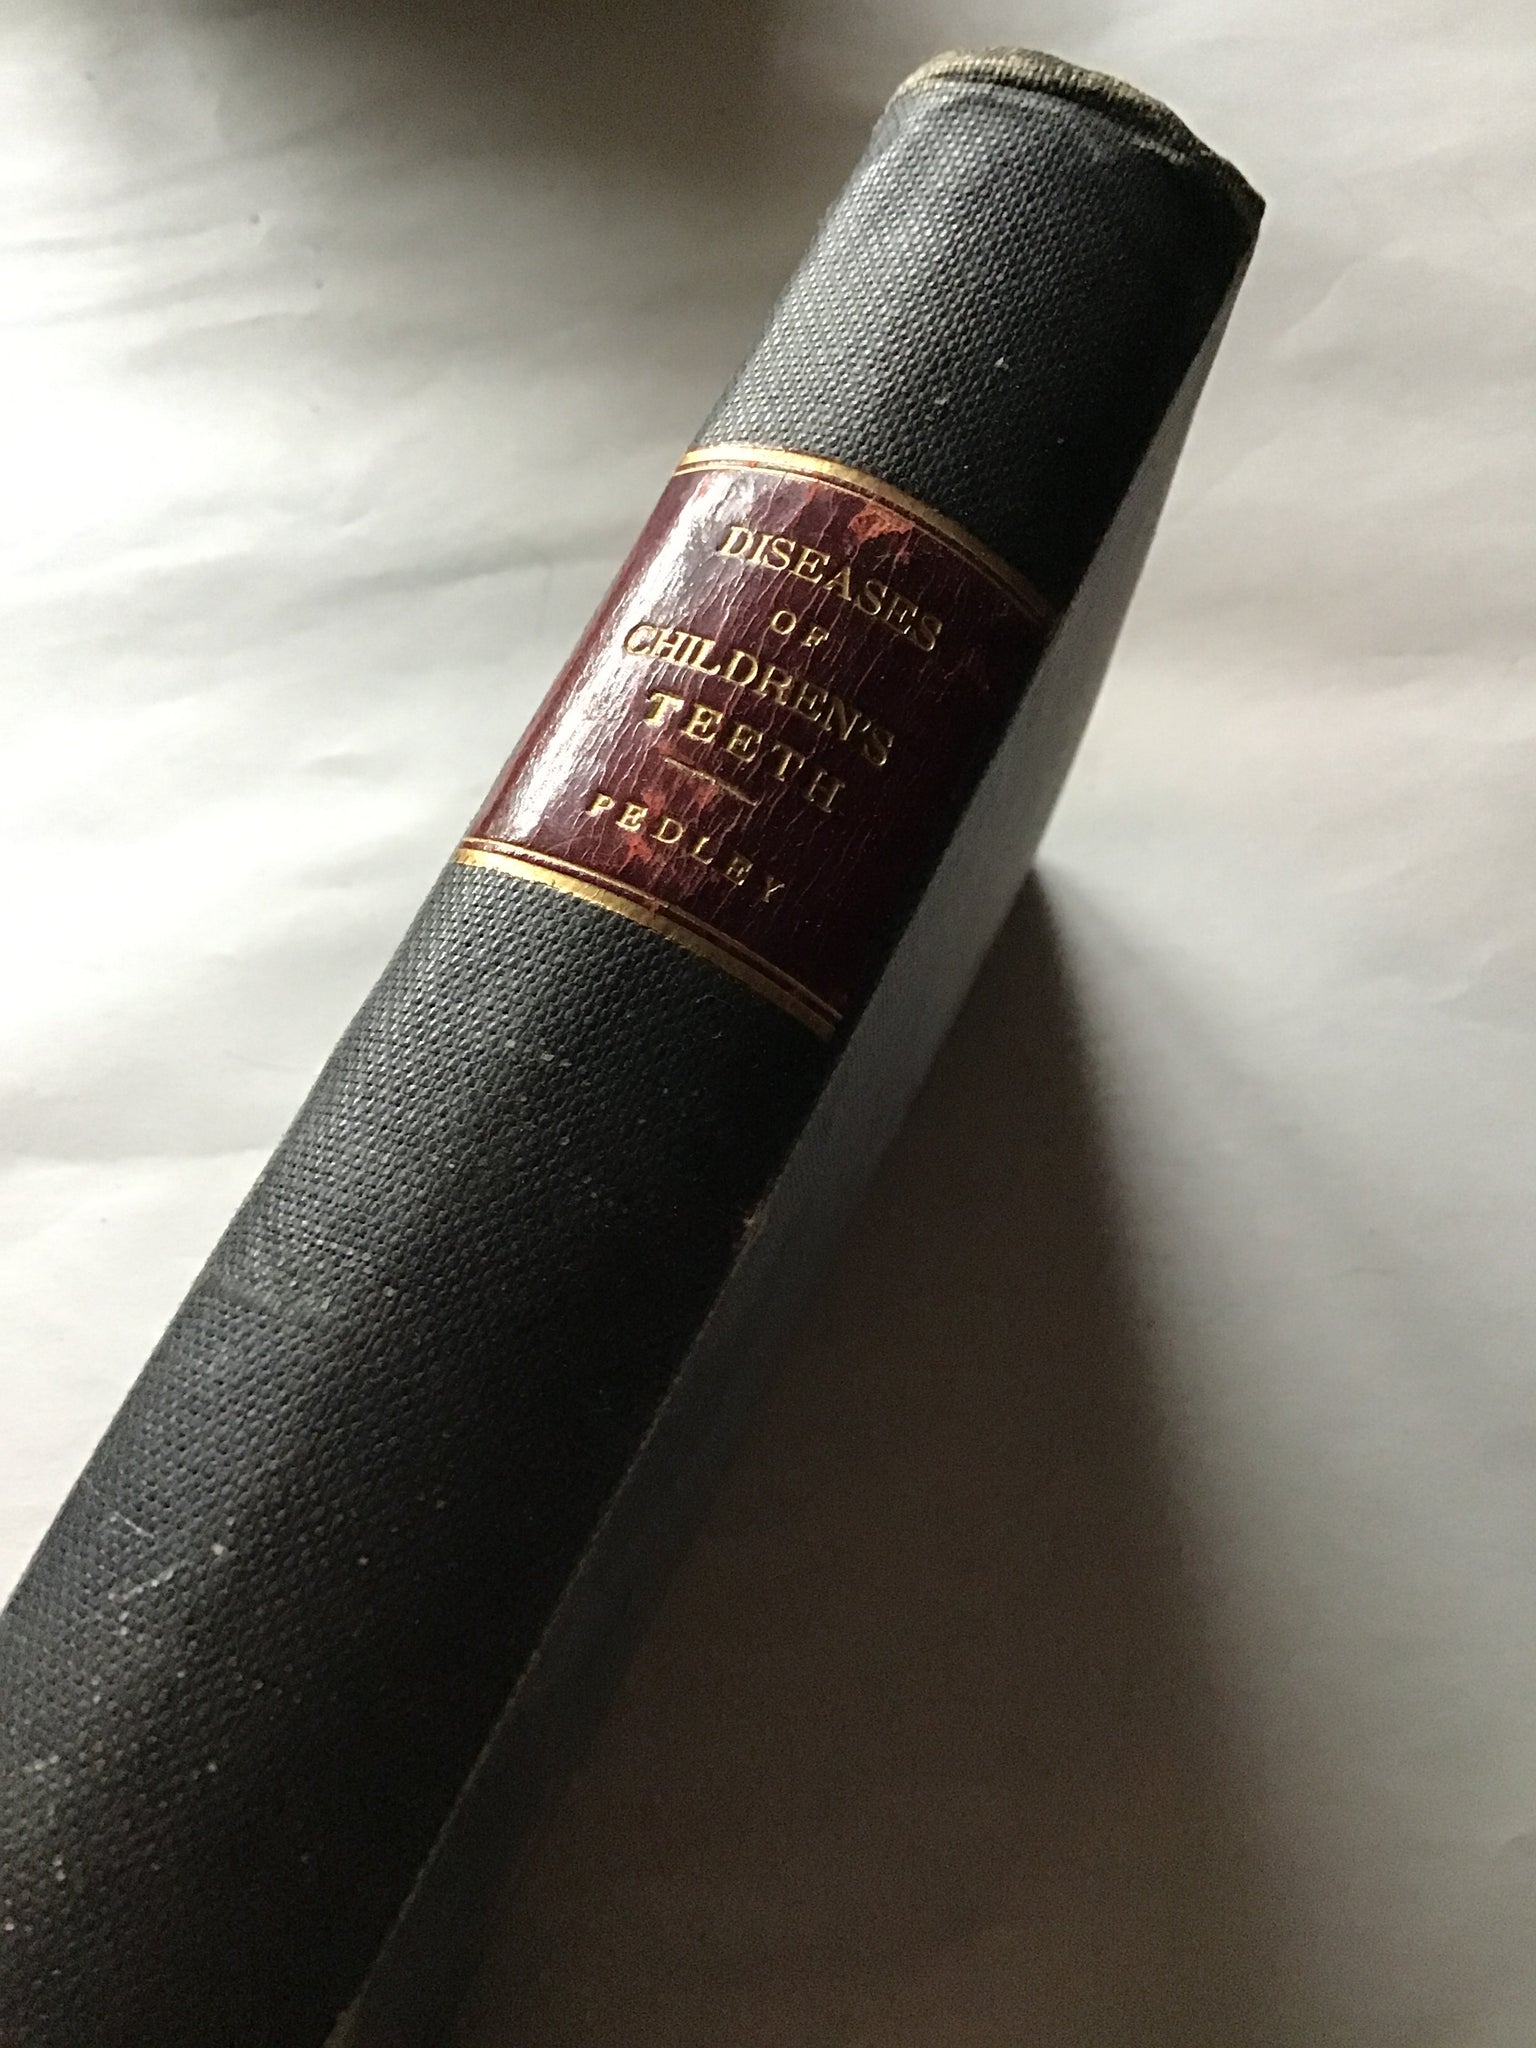 DISEASES
OF
CHILDREN'S
TEETH
PEDLEY